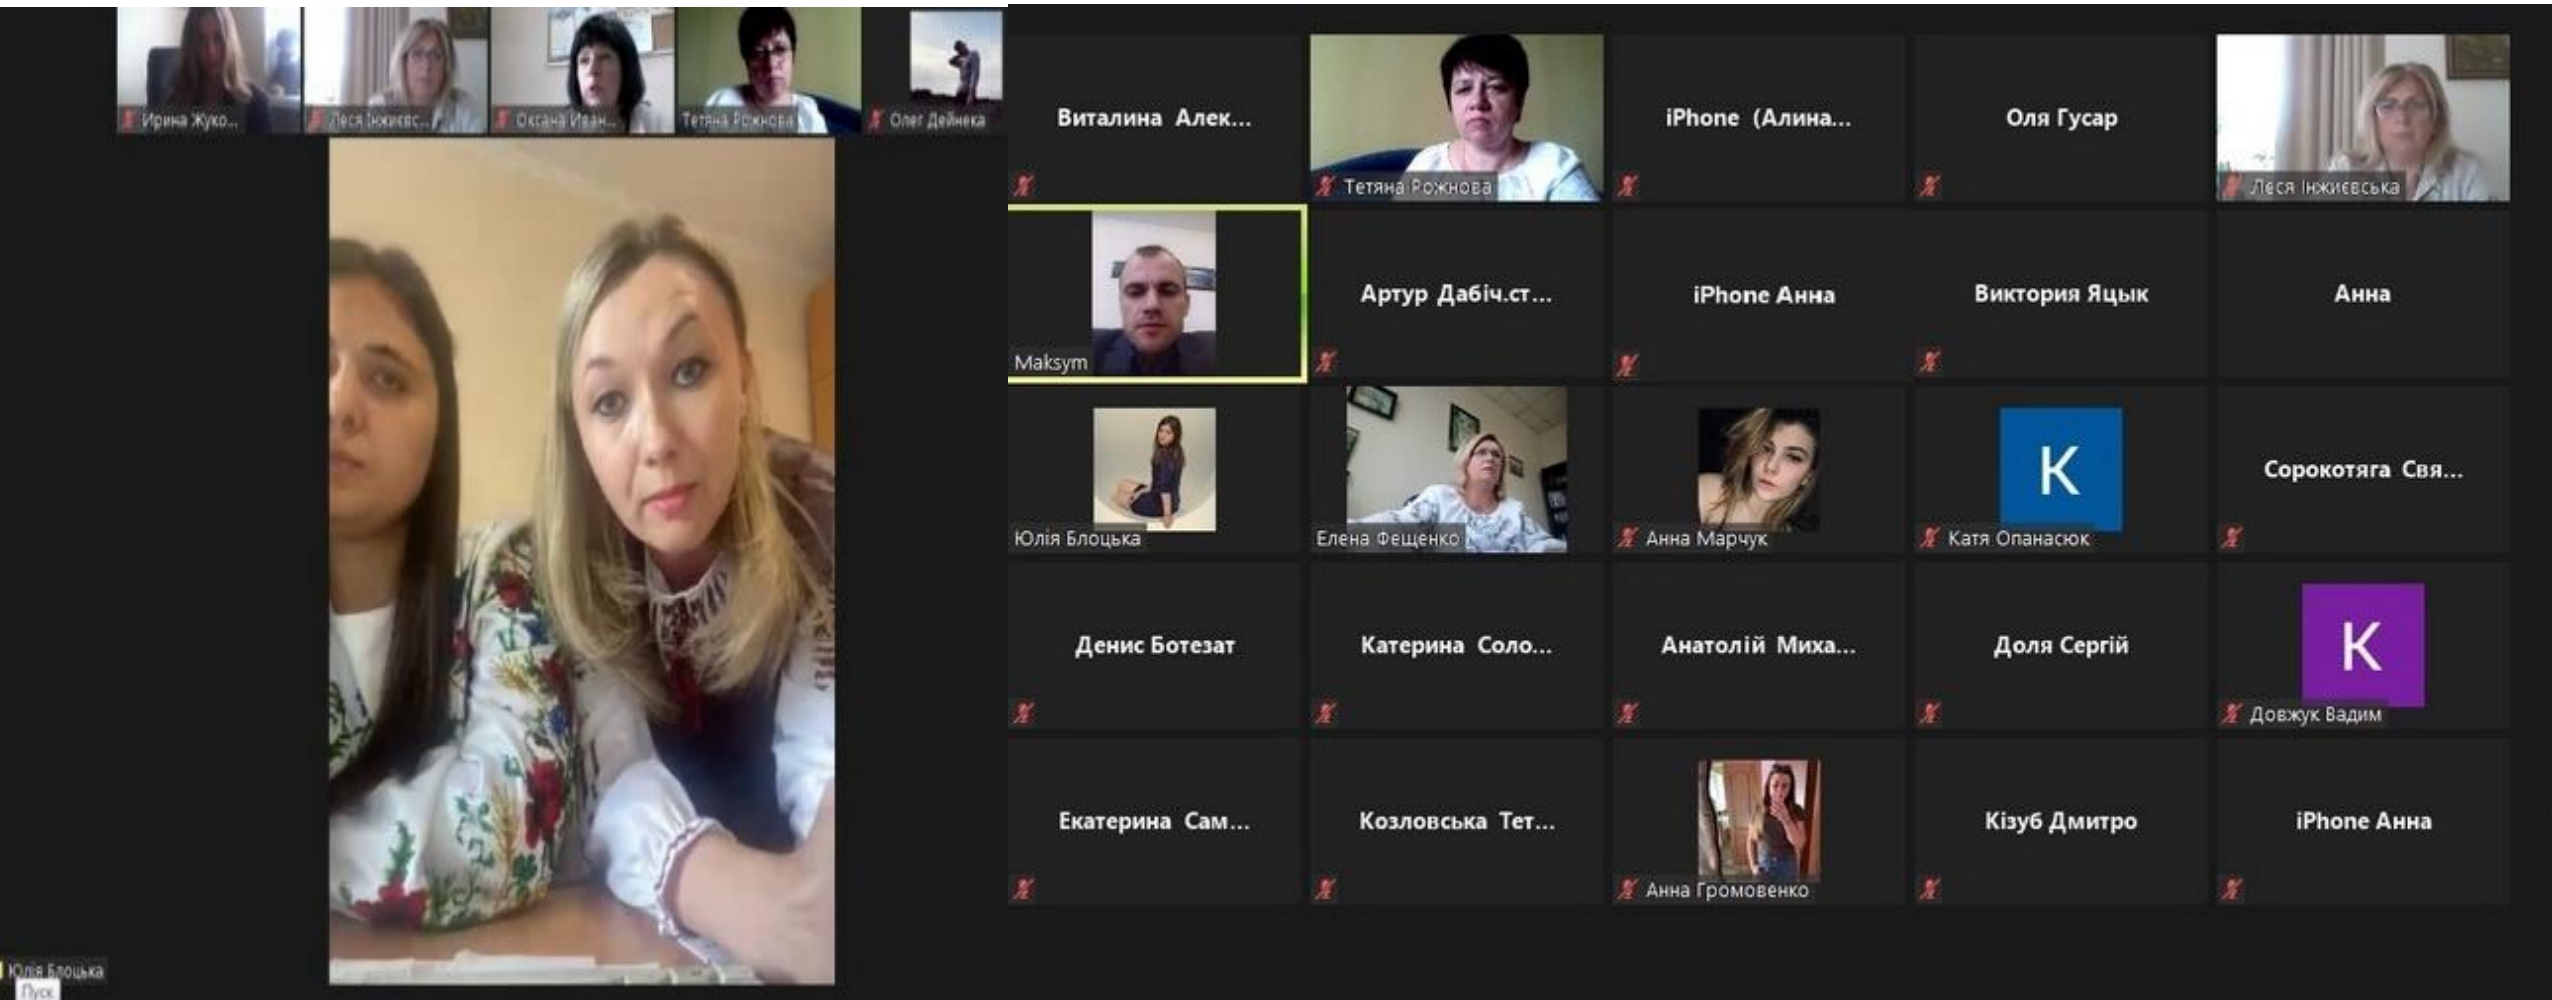 Ирина Жуко...
Леся Інжиєвс...
Оксана Иван...
Тетяна Рожнова
Олег Дейнека
Юлія Блоцька
Пуск
Виталина Алек...
Тетяна Рожнова
iPhone (Алина...
Оля Гусар
Леся Інжиєвська
Maksym
Артур Дабіч.ст...
iPhone Анна
Виктория Яцык
Анна
Юлія Блоцька
Елена Фещенко
Анна Марчук
K
Катя Опанасюк
Сорокотяга Свя...
Денис Ботезат
Катерина Соло...
Анатолій Миха...
Доля Сергій
K
Довжук Вадим
Екатерина Сам...
Козловська Тет...
Анна Громовенко
Кізуб Дмитро
iPhone Анна